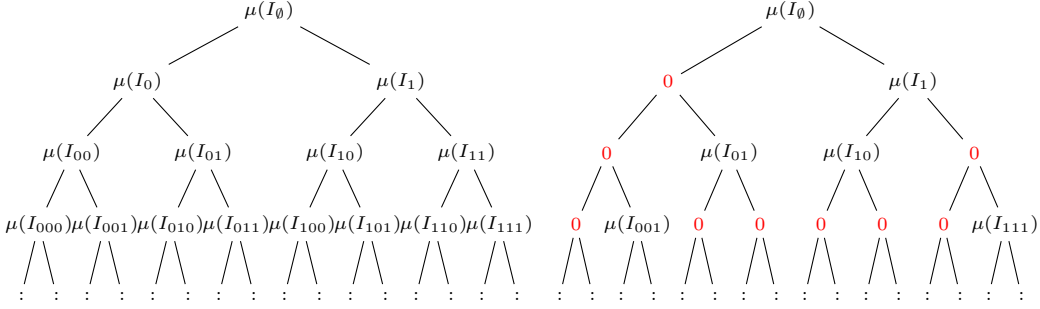 μ(I_∅) μ(I_∅)
μ(I_0) μ(I_1) 0 μ(I_1)
μ(I_00) μ(I_01) μ(I_10) μ(I_11) 0 μ(I_01) μ(I_10) 0
μ(I_000) μ(I_001) μ(I_010) μ(I_011) μ(I_100) μ(I_101) μ(I_110) μ(I_111) 0 μ(I_001) 0 0 0 0 0 μ(I_111)
: : : : : : : : : : : : : : : : : : : : : : : : : : : : : : : :